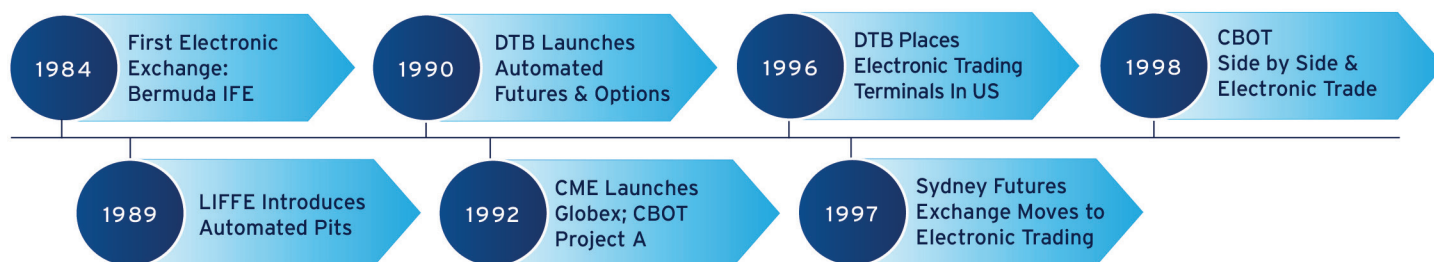 1984
First Electronic
Exchange:
Bermuda IFE
1989
LIFFE Introduces
Automated Pits
1990
DTB Launches
Automated
Futures & Options
1992
CME Launches
Globex; CBOT
Project A
1996
DTB Places
Electronic Trading
Terminals In US
1997
Sydney Futures
Exchange Moves to
Electronic Trading
1998
CBOT
Side by Side &
Electronic Trade